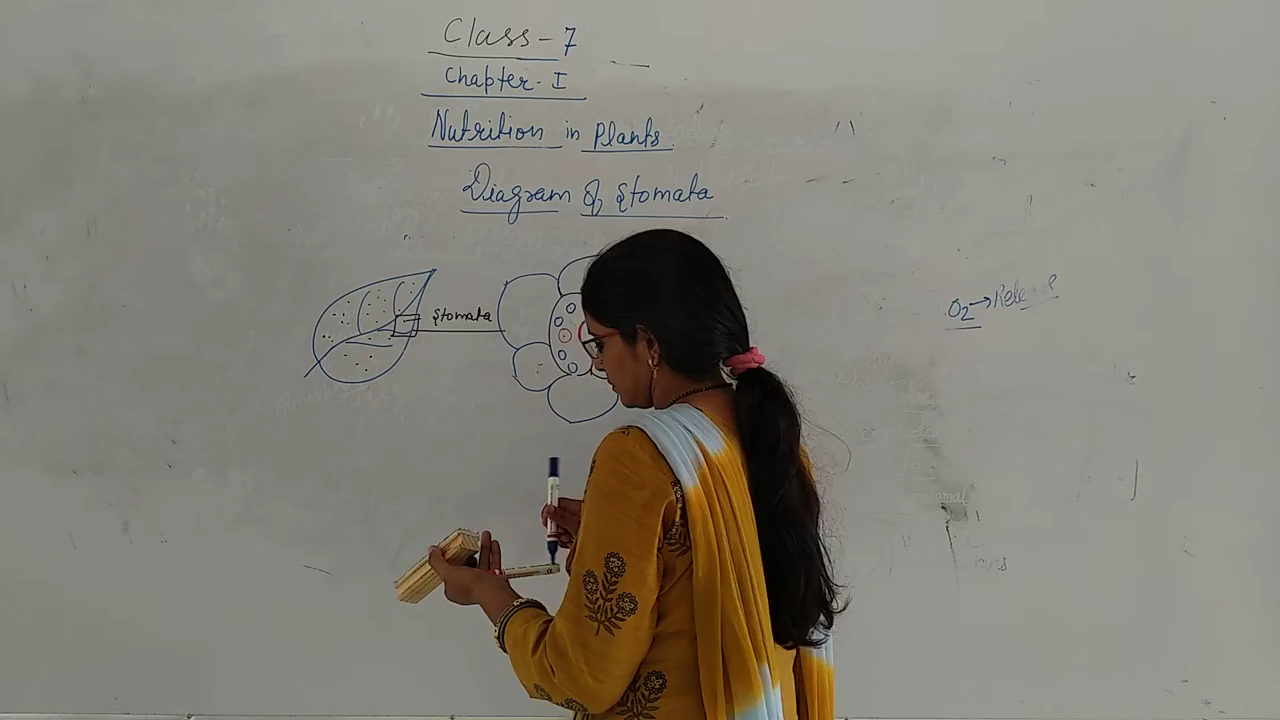 Class - 7
Chapter - I
Nutrition in Plants.
Diagram of Stomata
Stomata
O₂ → Release